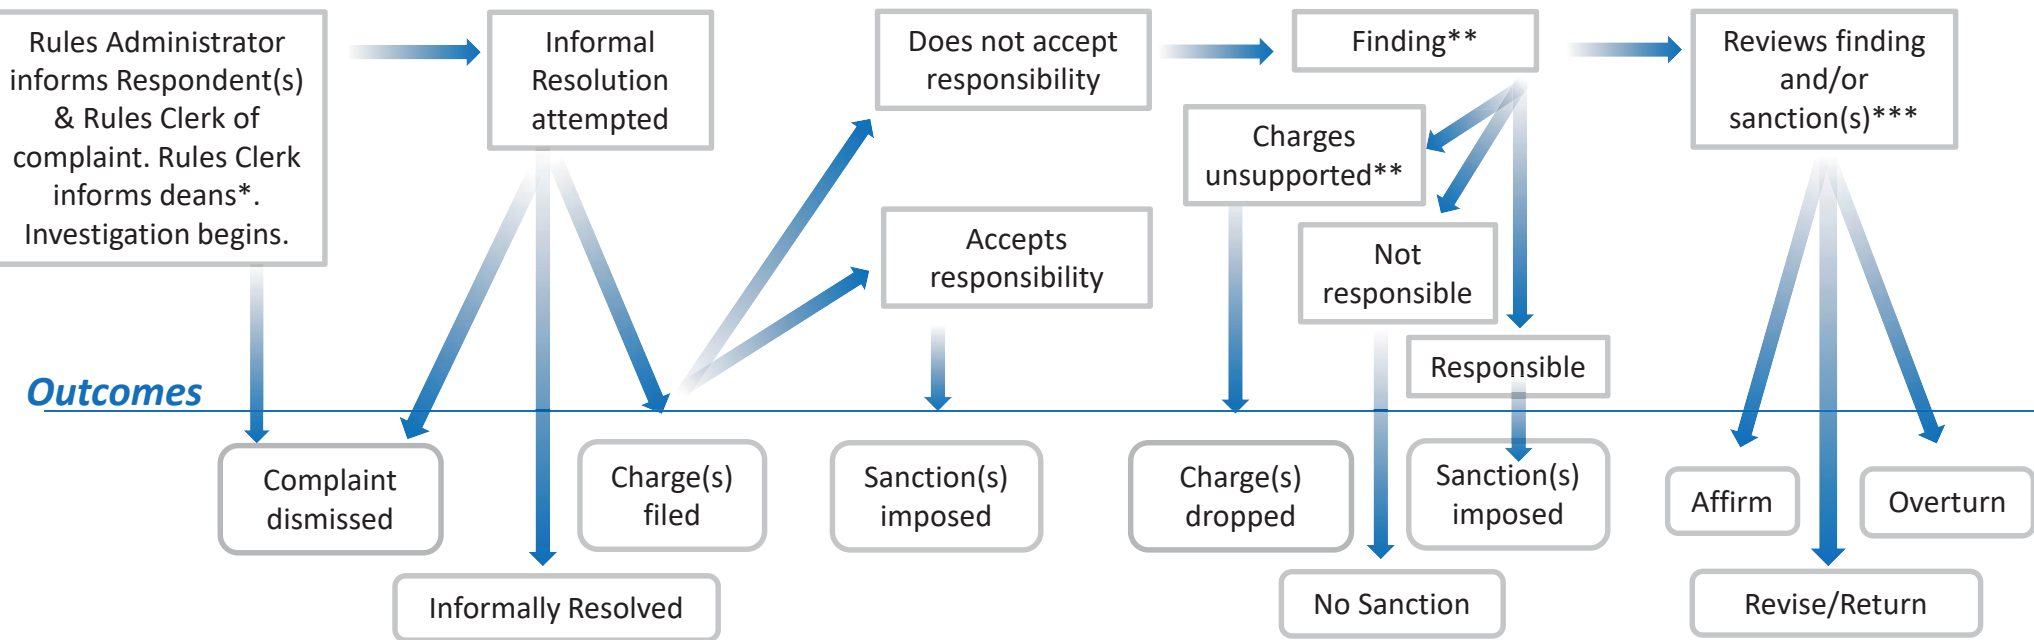 Rules Administrator
informs Respondent(s)
& Rules Clerk of
complaint. Rules Clerk
informs deans*.
Investigation begins.
Informal
Resolution
attempted
Does not accept
responsibility
Accepts
responsibility
Finding**
Charges
unsupported**
Not
responsible
Responsible
Reviews finding
and/or
sanction(s)***
Outcomes
Complaint
dismissed
Informally Resolved
Charge(s)
filed
Sanction(s)
imposed
Charge(s)
dropped
No Sanction
Sanction(s)
imposed
Affirm
Revise/Return
Overturn